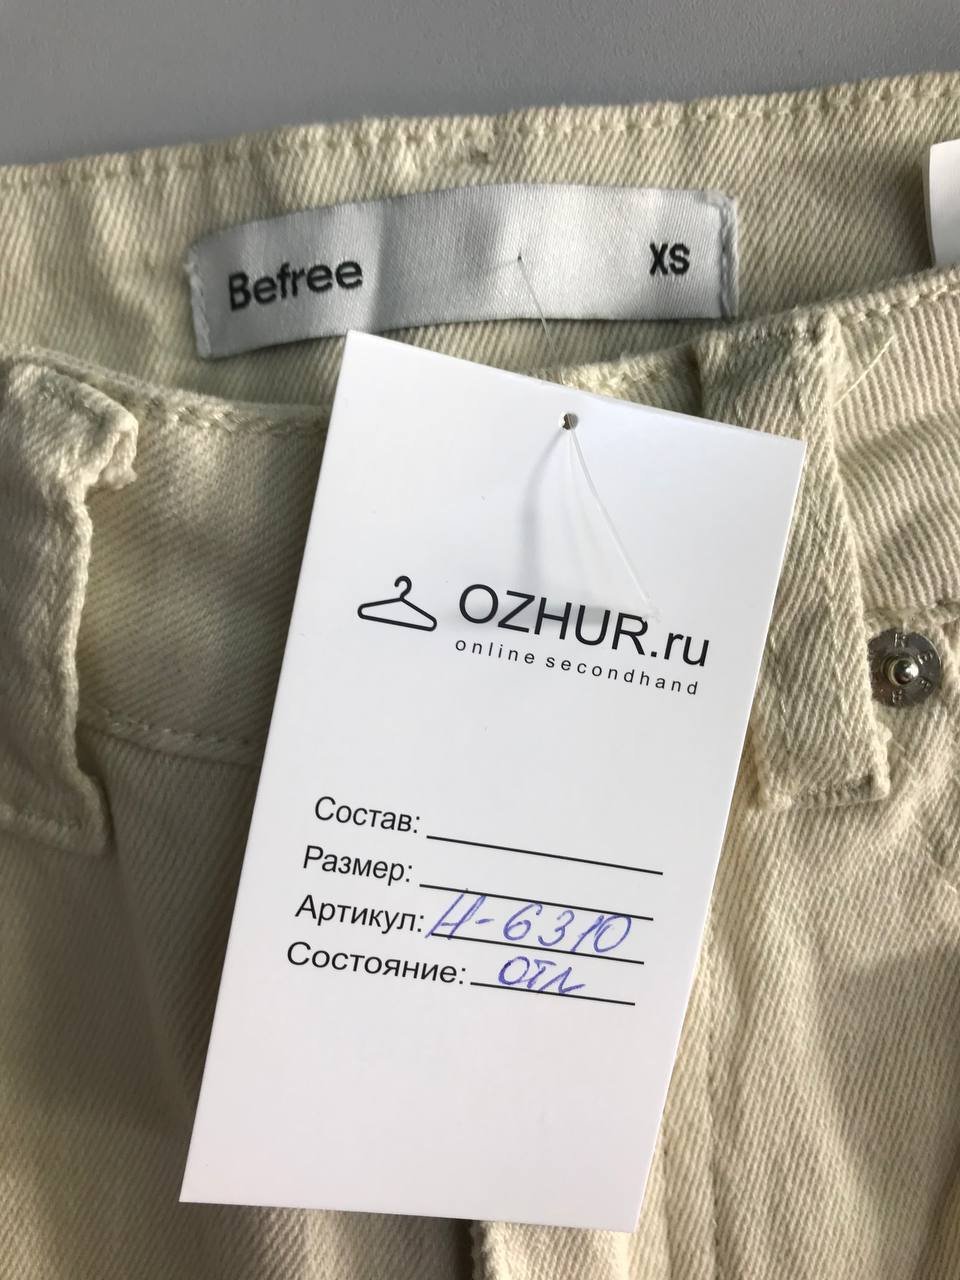 Befree
XS
OZHUR.ru
online secondhand
Состав:
Размер:
Артикул: Н-6310
Состояние: отл